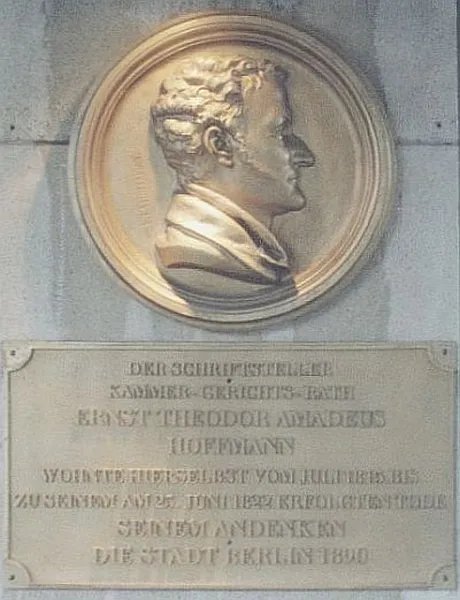 DER SCHRIFTSTELLER
KAMMER-GERICHTS-RATH
ERNST THEODOR AMADEUS
HOFFMANN
WOHNTE HIERSELBST VOM JULI 1815 BIS
ZU SEINEM AM 25. JUNI 1822 ERFOLGTEN TODE
SEINEM ANDENKEN
DIE STADT BERLIN 1890